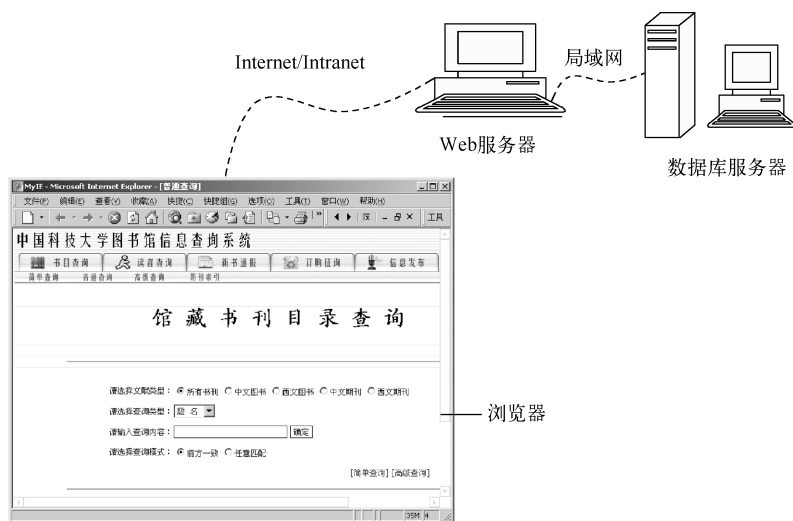 Internet/Intranet
局域网
Web服务器
数据库服务器
MyIE - Microsoft Internet Explorer - [普通查询]
文件(F) 编辑(E) 查看(V) 收藏(A) 快捷(C) 快捷组(G) 选项(O) 工具(T) 窗口(W) 帮助(H)
工具
中国科技大学图书馆信息查询系统
书目查询 读者查询 新书通报 订购征询 信息发布
简单查询 普通查询 高级查询 期刊索引
馆藏书刊目录查询
请选择文献类型： 所有书刊 中文图书 西文图书 中文期刊 西文期刊
请选择查询类型： 题 名
请输入查询内容： 确定
请选择查询模式： 前方一致 任意匹配
浏览器
[简单查询] [高级查询]
35M 4